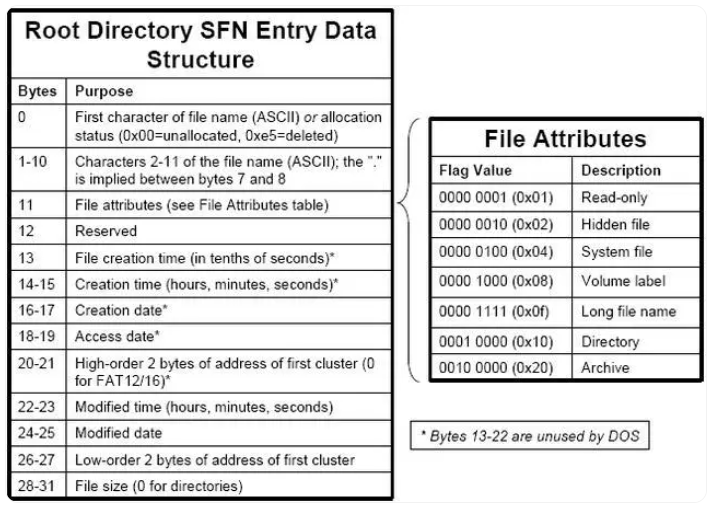 Root Directory SFN Entry Data
Structure
Bytes Purpose
0 First character of file name (ASCII) or allocation
status (0x00=unallocated, 0xe5=deleted)
1-10 Characters 2-11 of the file name (ASCII); the "."
is implied between bytes 7 and 8
11 File attributes (see File Attributes table)
12 Reserved
13 File creation time (in tenths of seconds)*
14-15 Creation time (hours, minutes, seconds)*
16-17 Creation date*
18-19 Access date*
20-21 High-order 2 bytes of address of first cluster (0
for FAT12/16)*
22-23 Modified time (hours, minutes, seconds)
24-25 Modified date
26-27 Low-order 2 bytes of address of first cluster
28-31 File size (0 for directories)
File Attributes
Flag Value Description
0000 0001 (0x01) Read-only
0000 0010 (0x02) Hidden file
0000 0100 (0x04) System file
0000 1000 (0x08) Volume label
0000 1111 (0x0f) Long file name
0001 0000 (0x10) Directory
0010 0000 (0x20) Archive
* Bytes 13-22 are unused by DOS